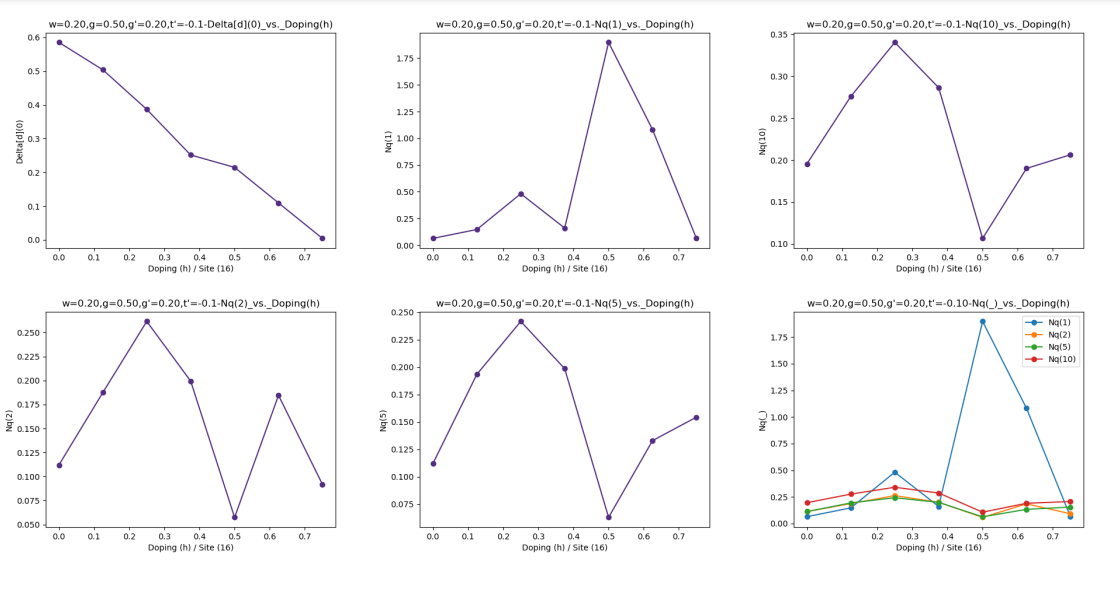 w=0.20,g=0.50,g'=0.20,t'=-0.1-Delta[d](0)_vs._Doping(h)
Delta[d](0)
0.6
0.5
0.4
0.3
0.2
0.1
0.0
0.0 0.1 0.2 0.3 0.4 0.5 0.6 0.7
Doping (h) / Site (16)
w=0.20,g=0.50,g'=0.20,t'=-0.1-Nq(1)_vs._Doping(h)
Nq(1)
1.75
1.50
1.25
1.00
0.75
0.50
0.25
0.00
0.0 0.1 0.2 0.3 0.4 0.5 0.6 0.7
Doping (h) / Site (16)
w=0.20,g=0.50,g'=0.20,t'=-0.1-Nq(10)_vs._Doping(h)
Nq(10)
0.35
0.30
0.25
0.20
0.15
0.10
0.0 0.1 0.2 0.3 0.4 0.5 0.6 0.7
Doping (h) / Site (16)
w=0.20,g=0.50,g'=0.20,t'=-0.1-Nq(2)_vs._Doping(h)
Nq(2)
0.250
0.225
0.200
0.175
0.150
0.125
0.100
0.075
0.050
0.0 0.1 0.2 0.3 0.4 0.5 0.6 0.7
Doping (h) / Site (16)
w=0.20,g=0.50,g'=0.20,t'=-0.1-Nq(5)_vs._Doping(h)
Nq(5)
0.250
0.225
0.200
0.175
0.150
0.125
0.100
0.075
0.0 0.1 0.2 0.3 0.4 0.5 0.6 0.7
Doping (h) / Site (16)
w=0.20,g=0.50,g'=0.20,t'=-0.10-Nq(_)_vs._Doping(h)
Nq(_)
1.75
1.50
1.25
1.00
0.75
0.50
0.25
0.00
Nq(1)
Nq(2)
Nq(5)
Nq(10)
0.0 0.1 0.2 0.3 0.4 0.5 0.6 0.7
Doping (h) / Site (16)